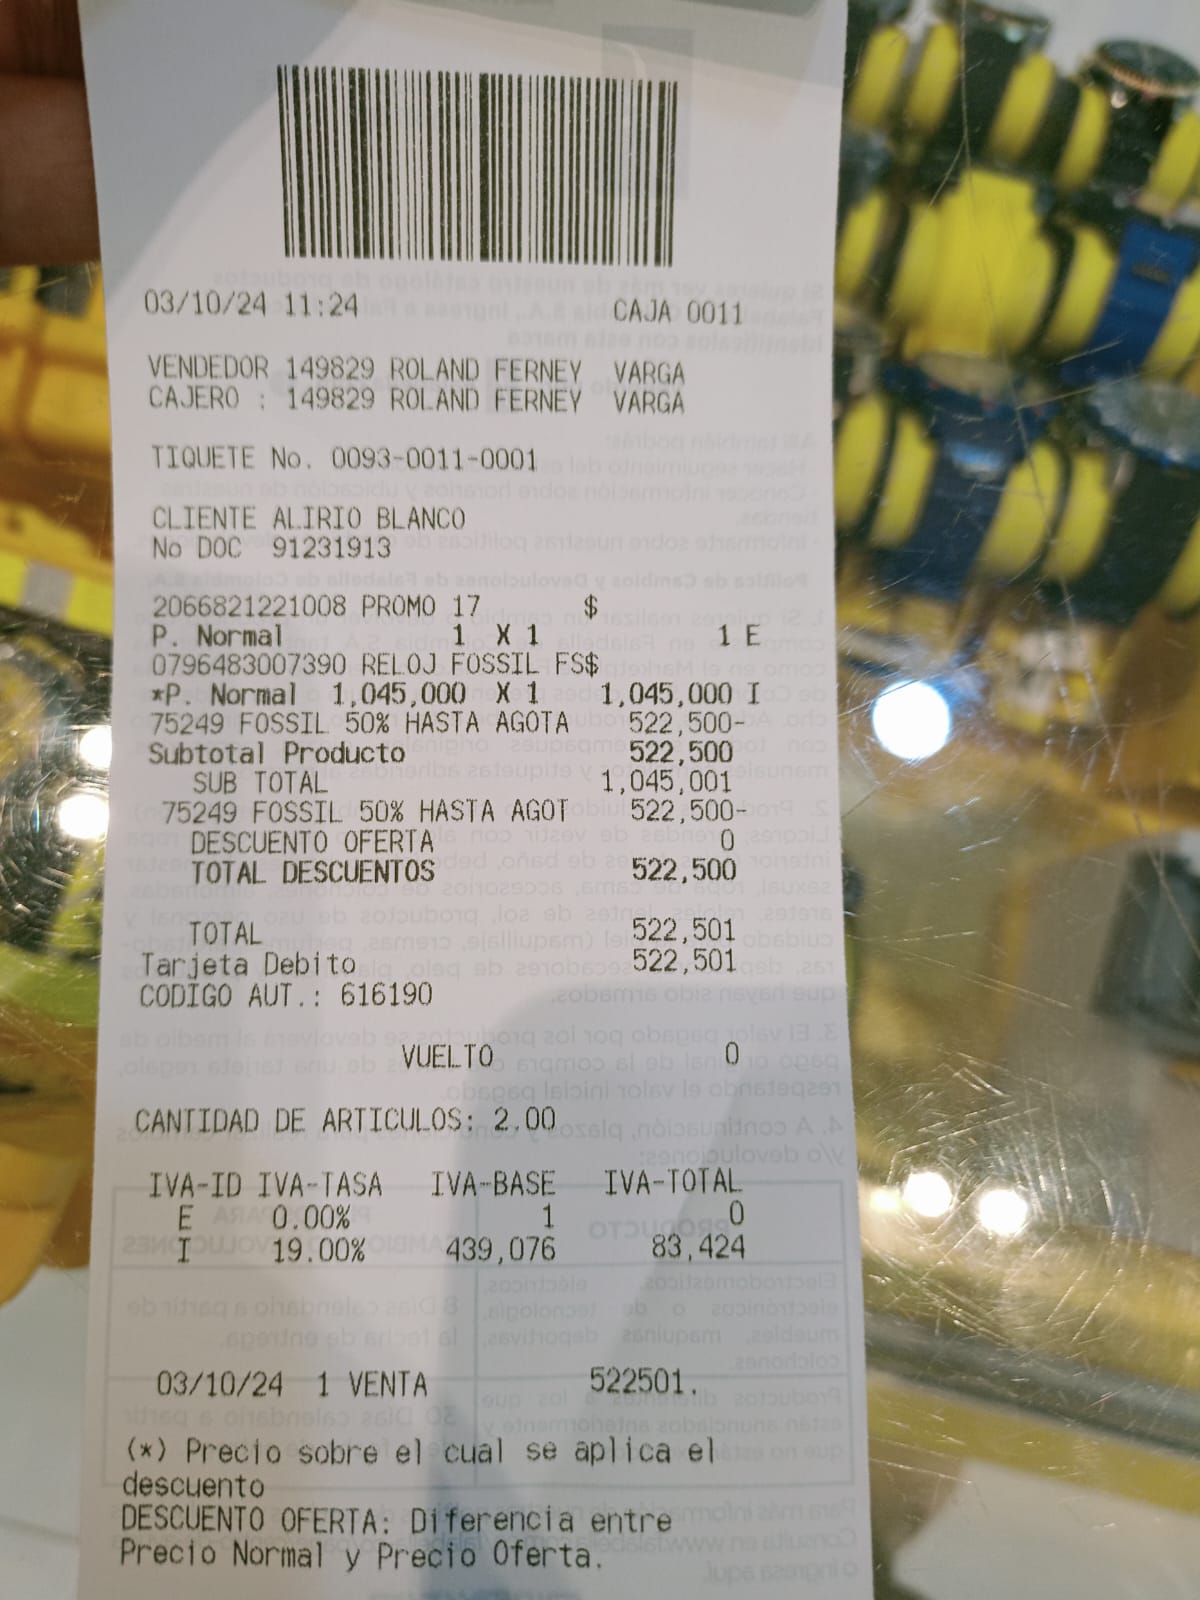 03/10/24 11:24 CAJA 0011
VENDEDOR 149829 ROLAND FERNEY VARGA
CAJERO : 149829 ROLAND FERNEY VARGA
TIQUETE No. 0093-0011-0001
CLIENTE ALIRIO BLANCO
No DOC 91231913
2066821221008 PROMO 17 $
P. Normal 1 X 1 1 E
0796483007390 RELOJ FOSSIL FS$
*P. Normal 1,045,000 X 1 1,045,000 I
75249 FOSSIL 50% HASTA AGOTA 522,500-
Subtotal Producto 522,500
SUB TOTAL 1,045,001
75249 FOSSIL 50% HASTA AGOT 522,500-
DESCUENTO OFERTA 0
TOTAL DESCUENTOS 522,500
TOTAL 522,501
Tarjeta Debito 522,501
CODIGO AUT.: 616190
VUELTO 0
CANTIDAD DE ARTICULOS: 2.00
IVA-ID IVA-TASA IVA-BASE IVA-TOTAL
E 0.00% 1 0
I 19.00% 439,076 83,424
03/10/24 1 VENTA 522501.
(*) Precio sobre el cual se aplica el
descuento
DESCUENTO OFERTA: Diferencia entre
Precio Normal y Precio Oferta.